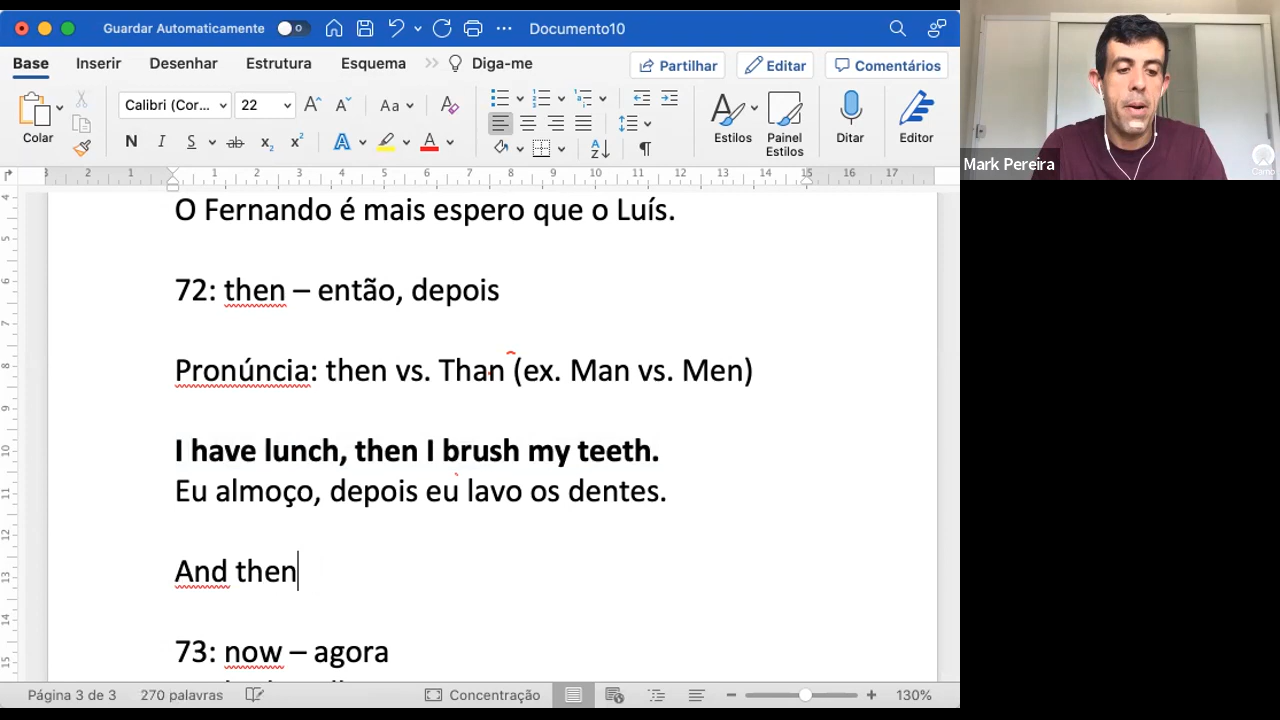 Guardar Automaticamente
Documento10
Base Inserir Desenhar Estrutura Esquema Diga-me Partilhar Editar Comentários
Calibri (Cor... 22
Colar Estilos Painel Estilos Ditar Editor
O Fernando é mais espero que o Luís.
72: then – então, depois
Pronúncia: then vs. Than (ex. Man vs. Men)
I have lunch, then I brush my teeth.
Eu almoço, depois eu lavo os dentes.
And then
73: now – agora
Página 3 de 3 270 palavras Concentração 130%
Mark Pereira